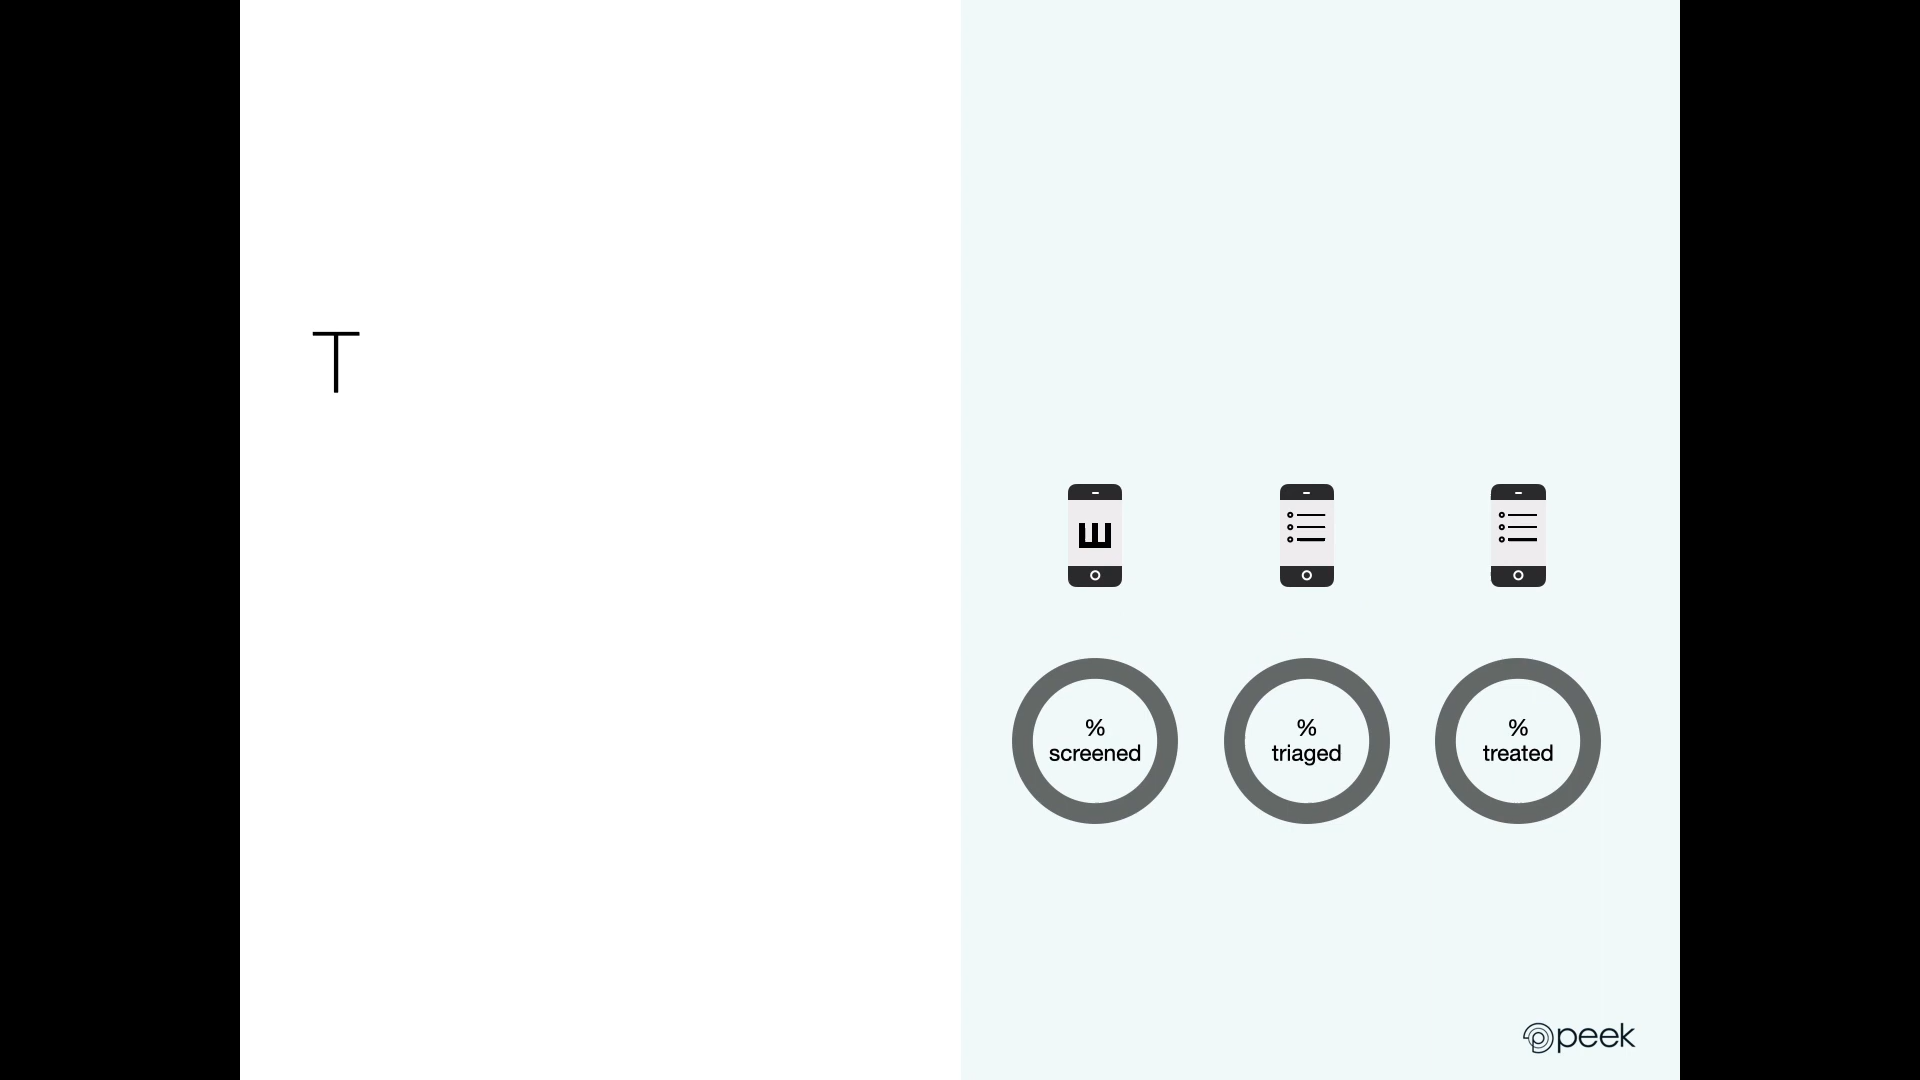 T
% screened
% triaged
% treated
peek